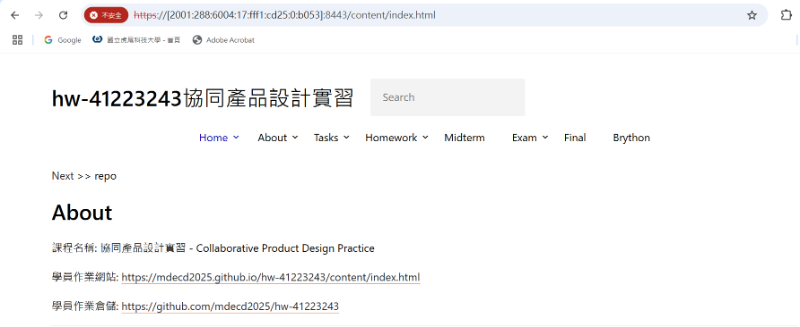 不安全 https://[2001:288:6004:17:fff1:cd25:0:b053]:8443/content/index.html
Google 國立虎尾科技大學 - 首頁 Adobe Acrobat
hw-41223243協同產品設計實習 Search
Home About Tasks Homework Midterm Exam Final Brython
Next >> repo
About
課程名稱: 協同產品設計實習 - Collaborative Product Design Practice
學員作業網站: https://mdecd2025.github.io/hw-41223243/content/index.html
學員作業倉儲: https://github.com/mdecd2025/hw-41223243